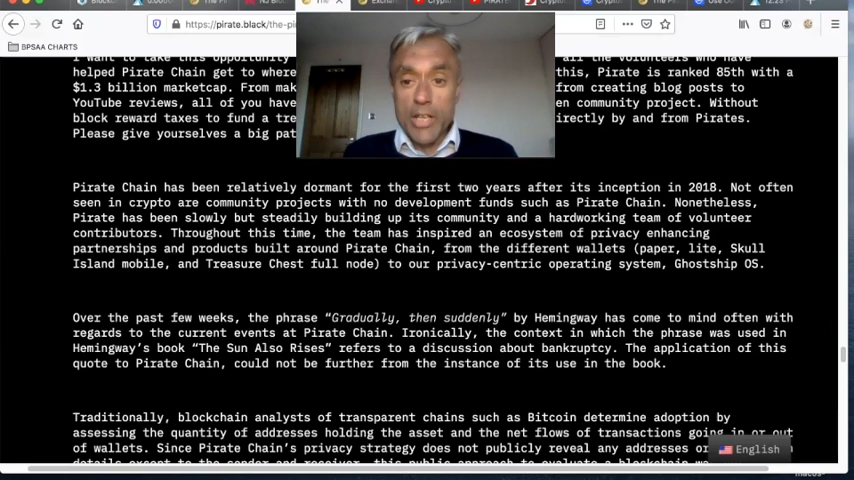 https://pirate.black/the-pi
BPSAA CHARTS
I want to take this opportunity all the volunteers who have
helped Pirate Chain get to where this, Pirate is ranked 85th with a
$1.3 billion marketcap. From mak from creating blog posts to
YouTube reviews, all of you have en community project. Without
block reward taxes to fund a tre directly by and from Pirates.
Please give yourselves a big pat
Pirate Chain has been relatively dormant for the first two years after its inception in 2018. Not often
seen in crypto are community projects with no development funds such as Pirate Chain. Nonetheless,
Pirate has been slowly but steadily building up its community and a hardworking team of volunteer
contributors. Throughout this time, the team has inspired an ecosystem of privacy enhancing
partnerships and products built around Pirate Chain, from the different wallets (paper, lite, Skull
Island mobile, and Treasure Chest full node) to our privacy-centric operating system, Ghostship OS.
Over the past few weeks, the phrase “Gradually, then suddenly” by Hemingway has come to mind often with
regards to the current events at Pirate Chain. Ironically, the context in which the phrase was used in
Hemingway’s book “The Sun Also Rises” refers to a discussion about bankruptcy. The application of this
quote to Pirate Chain, could not be further from the instance of its use in the book.
Traditionally, blockchain analysts of transparent chains such as Bitcoin determine adoption by
assessing the quantity of addresses holding the asset and the net flows of transactions going in or out
of wallets. Since Pirate Chain’s privacy strategy does not publicly reveal any addresses or
English
details except to the sender and receiver, this public approach to evaluate a blockchain